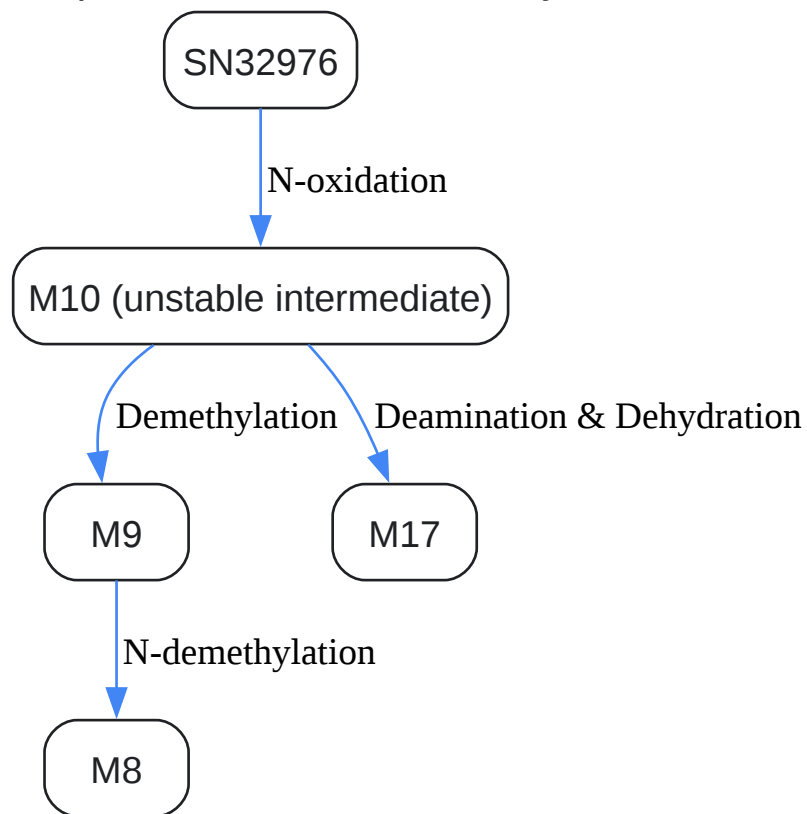 SN32976
N-oxidation
M10 (unstable intermediate)
Demethylation
Deamination & Dehydration
M9
M17
N-demethylation
M8